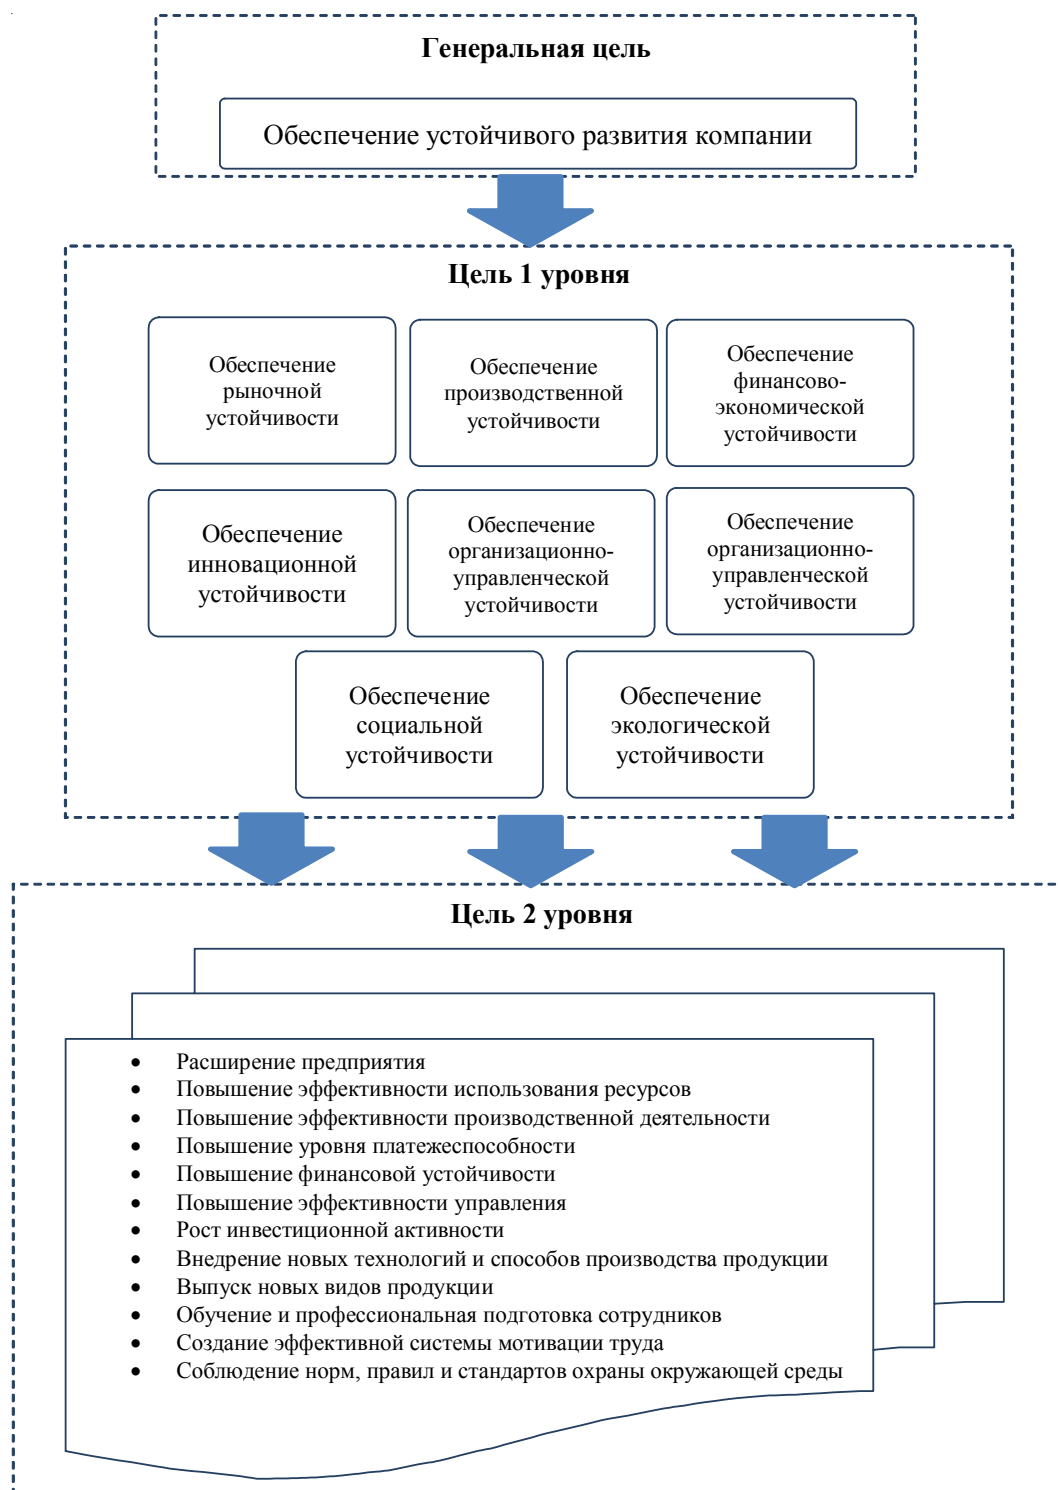 Генеральная цель
Обеспечение устойчивого развития компании
Цель 1 уровня
Обеспечение
рыночной
устойчивости
Обеспечение
производственной
устойчивости
Обеспечение
финансово-
экономической
устойчивости
Обеспечение
инновационной
устойчивости
Обеспечение
организационно-
управленческой
устойчивости
Обеспечение
организационно-
управленческой
устойчивости
Обеспечение
социальной
устойчивости
Обеспечение
экологической
устойчивости
Цель 2 уровня
• Расширение предприятия
• Повышение эффективности использования ресурсов
• Повышение эффективности производственной деятельности
• Повышение уровня платежеспособности
• Повышение финансовой устойчивости
• Повышение эффективности управления
• Рост инвестиционной активности
• Внедрение новых технологий и способов производства продукции
• Выпуск новых видов продукции
• Обучение и профессиональная подготовка сотрудников
• Создание эффективной системы мотивации труда
• Соблюдение норм, правил и стандартов охраны окружающей среды